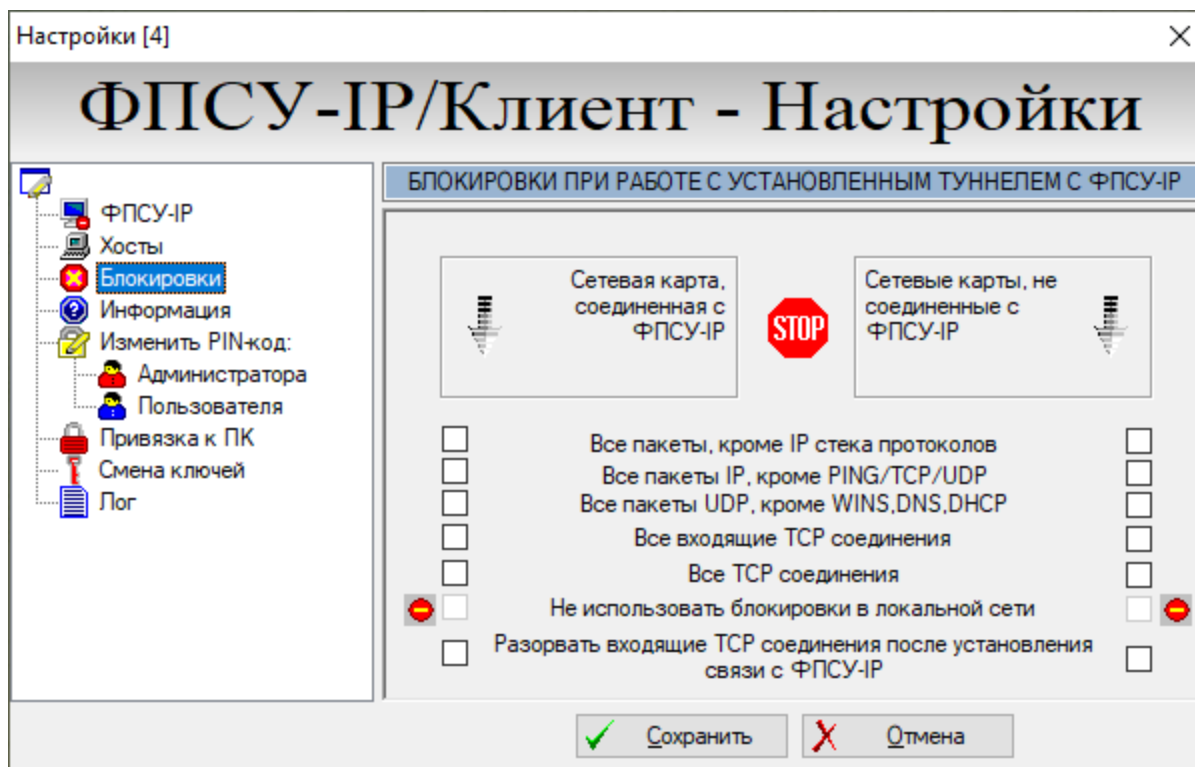 Настройки [4]
ФПСУ-IP/Клиент - Настройки
ФПСУ-IP
Хосты
Блокировки
Информация
Изменить PIN-код:
Администратора
Пользователя
Привязка к ПК
Смена ключей
Лог
БЛОКИРОВКИ ПРИ РАБОТЕ С УСТАНОВЛЕННЫМ ТУННЕЛЕМ С ФПСУ-IP
Сетевая карта,
соединенная с
ФПСУ-IP
STOP
Сетевые карты, не
соединенные с
ФПСУ-IP
Все пакеты, кроме IP стека протоколов
Все пакеты IP, кроме PING/TCP/UDP
Все пакеты UDP, кроме WINS,DNS,DHCP
Все входящие TCP соединения
Все TCP соединения
Не использовать блокировки в локальной сети
Разорвать входящие TCP соединения после установления
связи с ФПСУ-IP
Сохранить
Отмена